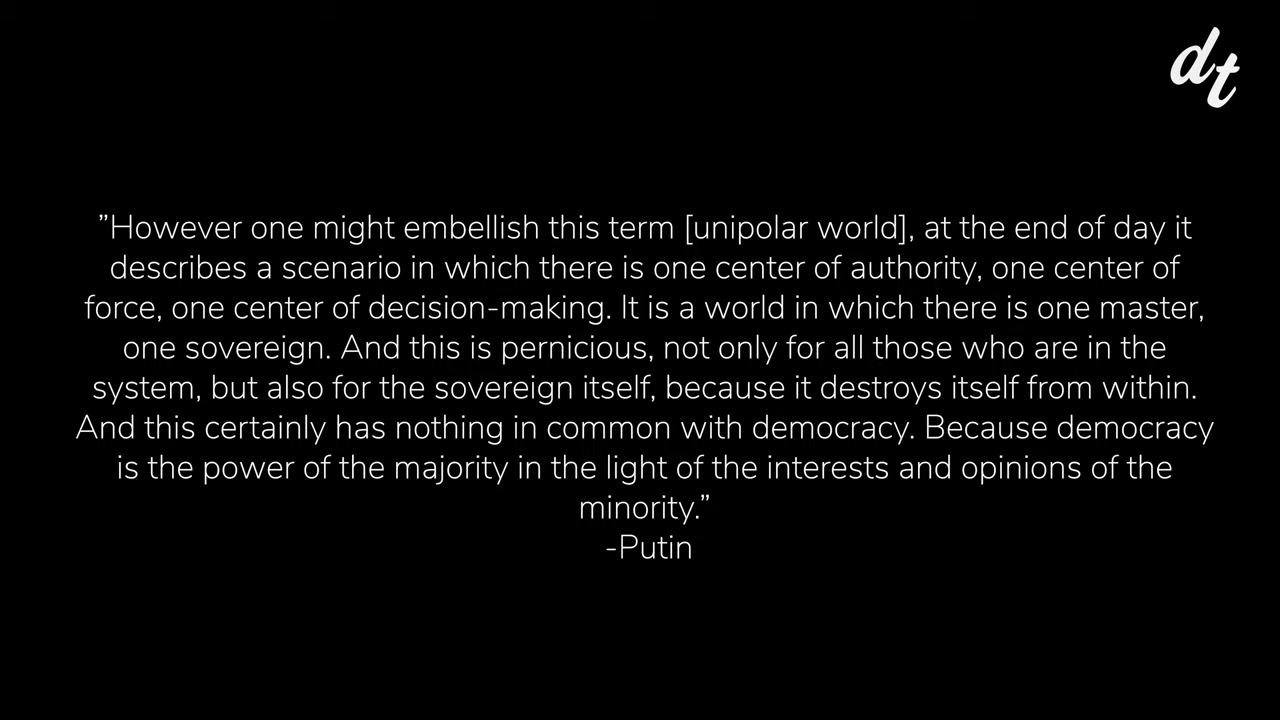 dt
”However one might embellish this term [unipolar world], at the end of day it
describes a scenario in which there is one center of authority, one center of
force, one center of decision-making. It is a world in which there is one master,
one sovereign. And this is pernicious, not only for all those who are in the
system, but also for the sovereign itself, because it destroys itself from within.
And this certainly has nothing in common with democracy. Because democracy
is the power of the majority in the light of the interests and opinions of the
minority.”
-Putin